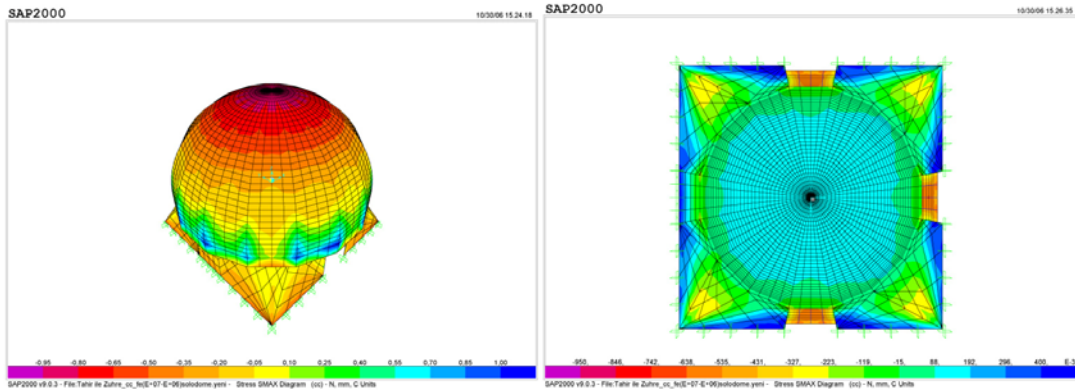 SAP2000
10/30/06 15:24:18
-0.95 -0.80 -0.65 -0.50 -0.35 -0.20 -0.05 0.10 0.25 0.40 0.55 0.70 0.85 1.00
SAP2000 v9.0.3 - File:Tahir ile Zuhre_cc_fe(E+07-E+06)solodome.yeni - Stress SMAX Diagram (cc) - N, mm, C Units
SAP2000
10/30/06 15:26:35
-950. -846. -742. -638. -535. -431. -327. -223. -119. -15. 88. 192. 296. 400. E-3
SAP2000 v9.0.3 - File:Tahir ile Zuhre_cc_fe(E+07-E+06)solodome.yeni - Stress SMAX Diagram (cc) - N, mm, C Units